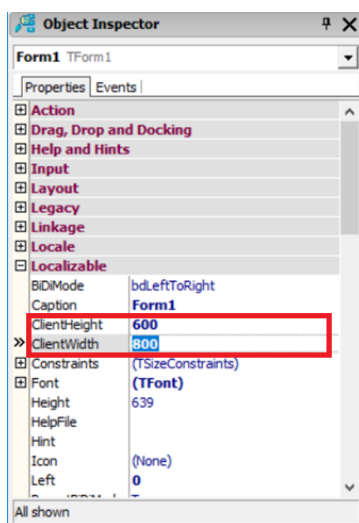 Object Inspector
Form1 TForm1
Properties Events
Action
Drag, Drop and Docking
Help and Hints
Input
Layout
Legacy
Linkage
Locale
Localizable
BiDiMode bdLeftToRight
Caption Form1
ClientHeight 600
ClientWidth 800
Constraints (TSizeConstraints)
Font (TFont)
Height 639
HelpFile
Hint
Icon (None)
Left 0
All shown